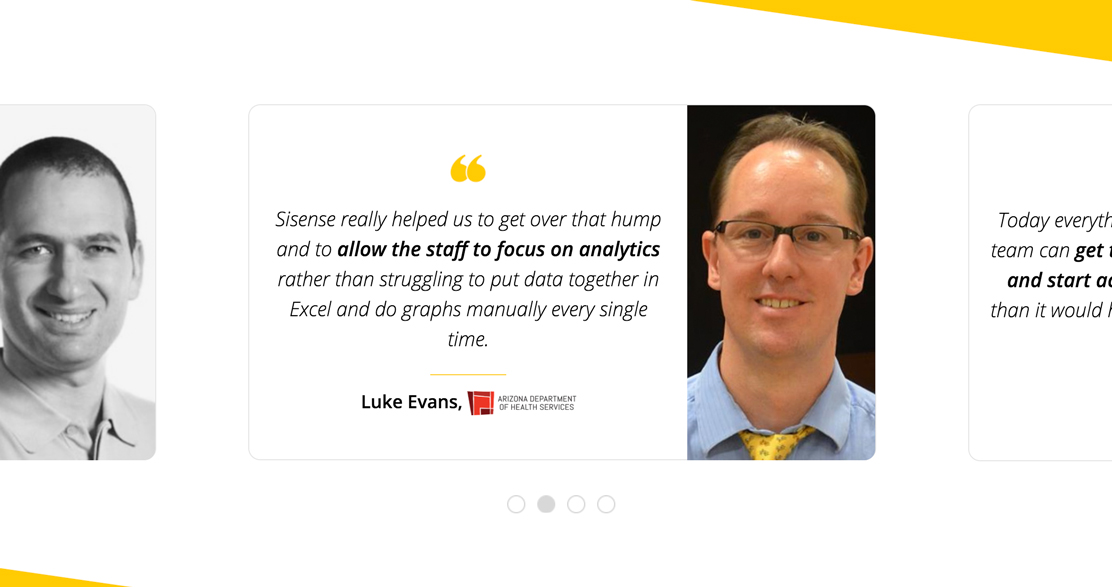 Sisense really helped us to get over that hump
and to allow the staff to focus on analytics
rather than struggling to put data together in
Excel and do graphs manually every single
time.
Luke Evans,
ARIZONA DEPARTMENT
OF HEALTH SERVICES
Today everyth
team can get t
and start ac
than it would h